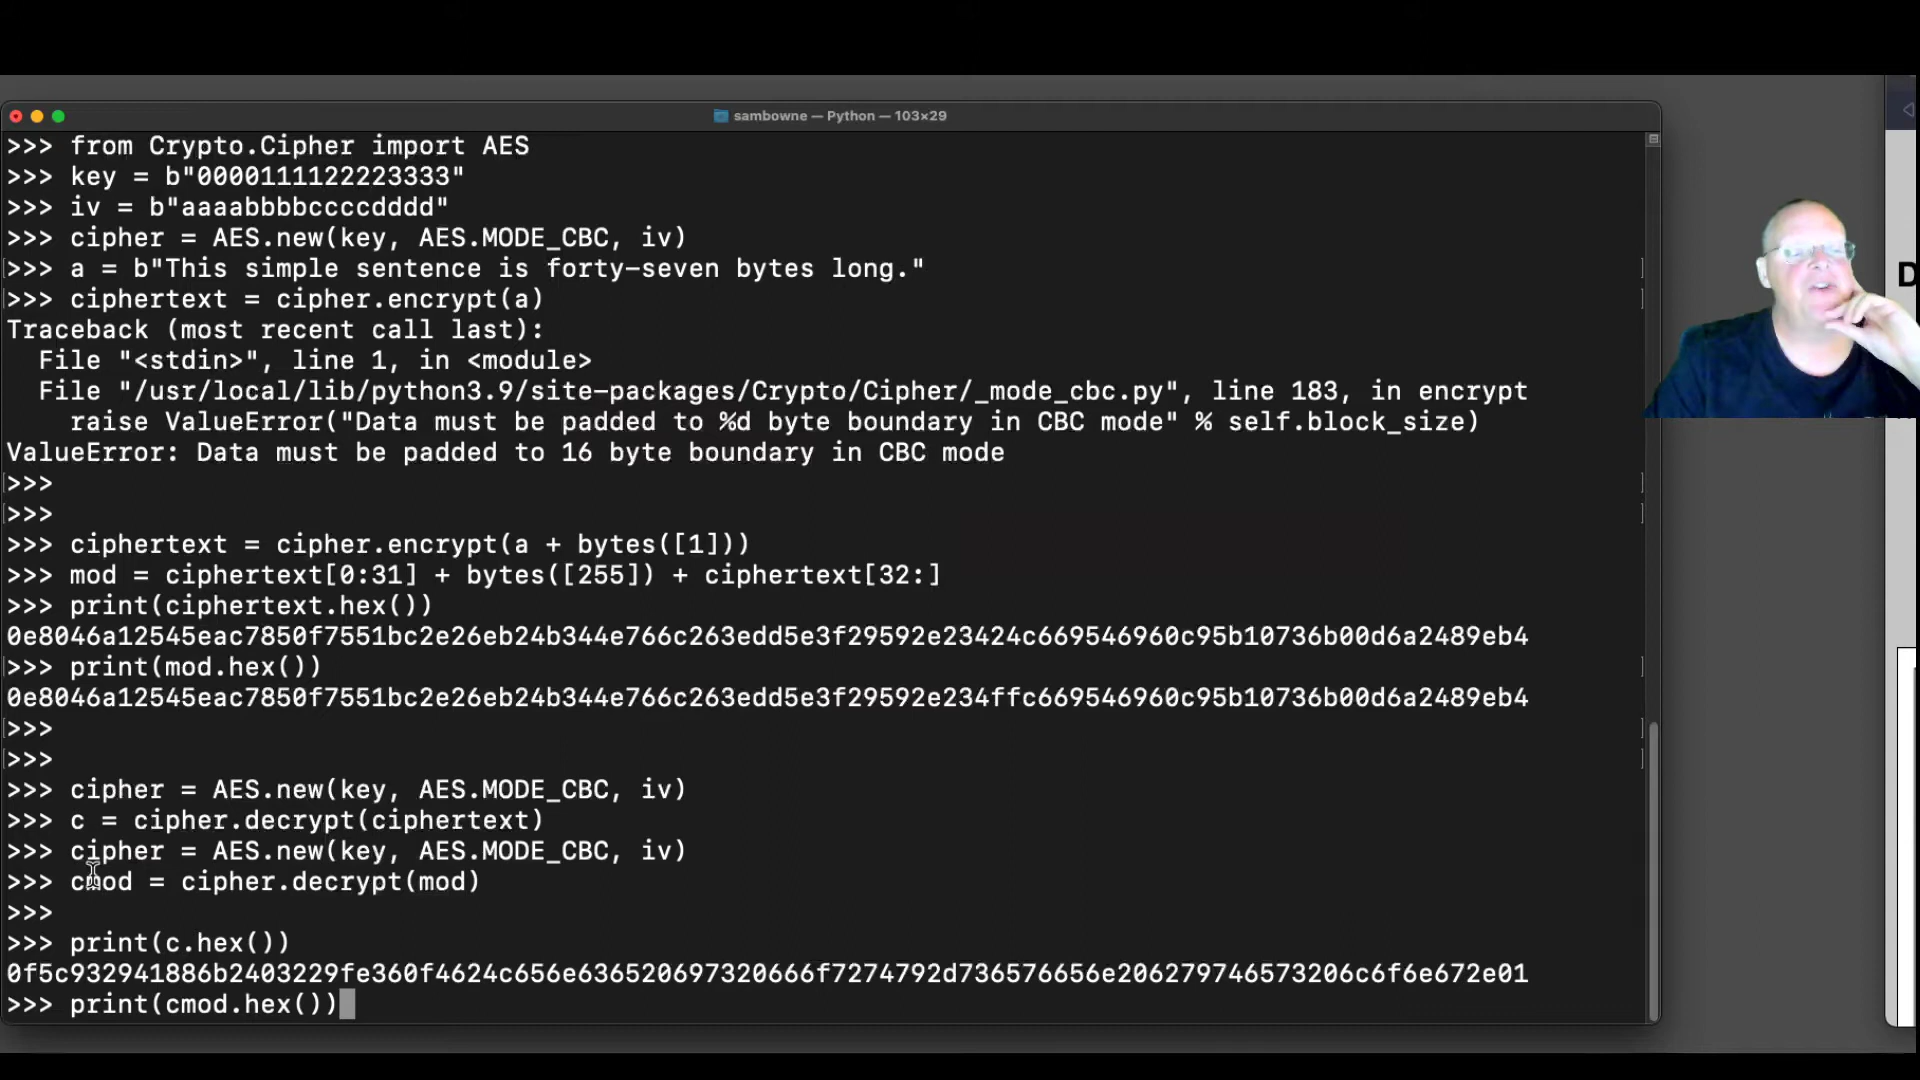 sambowne — Python — 103×29
>>> from Crypto.Cipher import AES
>>> key = b"0000111122223333"
>>> iv = b"aaaabbbbccccdddd"
>>> cipher = AES.new(key, AES.MODE_CBC, iv)
>>> a = b"This simple sentence is forty-seven bytes long."
>>> ciphertext = cipher.encrypt(a)
Traceback (most recent call last):
  File "<stdin>", line 1, in <module>
  File "/usr/local/lib/python3.9/site-packages/Crypto/Cipher/_mode_cbc.py", line 183, in encrypt
    raise ValueError("Data must be padded to %d byte boundary in CBC mode" % self.block_size)
ValueError: Data must be padded to 16 byte boundary in CBC mode
>>>
>>>
>>> ciphertext = cipher.encrypt(a + bytes([1]))
>>> mod = ciphertext[0:31] + bytes([255]) + ciphertext[32:]
>>> print(ciphertext.hex())
0e8046a12545eac7850f7551bc2e26eb24b344e766c263edd5e3f29592e23424c669546960c95b10736b00d6a2489eb4
>>> print(mod.hex())
0e8046a12545eac7850f7551bc2e26eb24b344e766c263edd5e3f29592e234ffc669546960c95b10736b00d6a2489eb4
>>>
>>>
>>> cipher = AES.new(key, AES.MODE_CBC, iv)
>>> c = cipher.decrypt(ciphertext)
>>> cipher = AES.new(key, AES.MODE_CBC, iv)
>>> cmod = cipher.decrypt(mod)
>>>
>>> print(c.hex())
0f5c932941886b2403229fe360f4624c656e636520697320666f7274792d736576656e206279746573206c6f6e672e01
>>> print(cmod.hex())
D